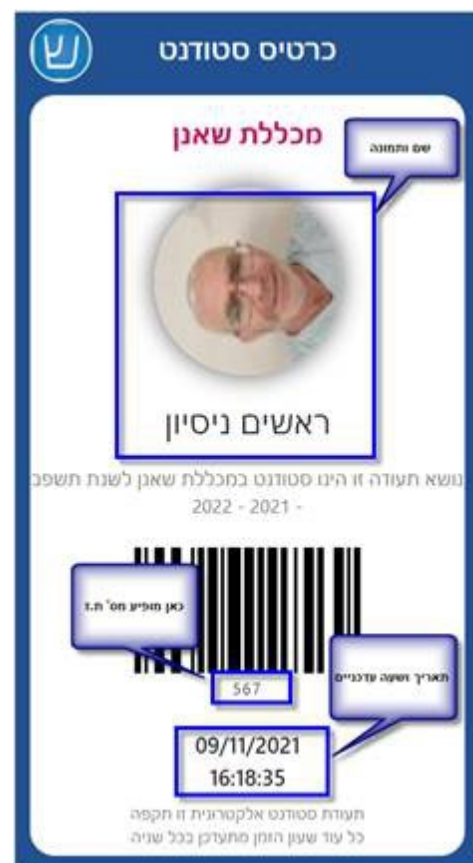 ש
כרטיס סטודנט
מכללת שאנן
שם ותמונה
ראשים ניסיון
נושא תעודה זו הינו סטודנט במכללת שאנן לשנת תשפב
- 2021 - 2022
כאן מופיע מס' ת.ז
567
תאריך ושעה עדכניים
09/11/2021
16:18:35
תעודת סטודנט אלקטרונית זו תקפה
כל עוד שעון הזמן מתעדכן בכל שניה